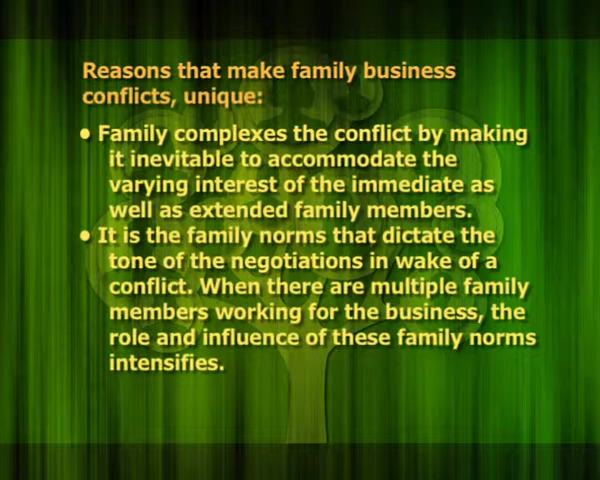 Reasons that make family business
conflicts, unique:
• Family complexes the conflict by making
it inevitable to accommodate the
varying interest of the immediate as
well as extended family members.
• It is the family norms that dictate the
tone of the negotiations in wake of a
conflict. When there are multiple family
members working for the business, the
role and influence of these family norms
intensifies.